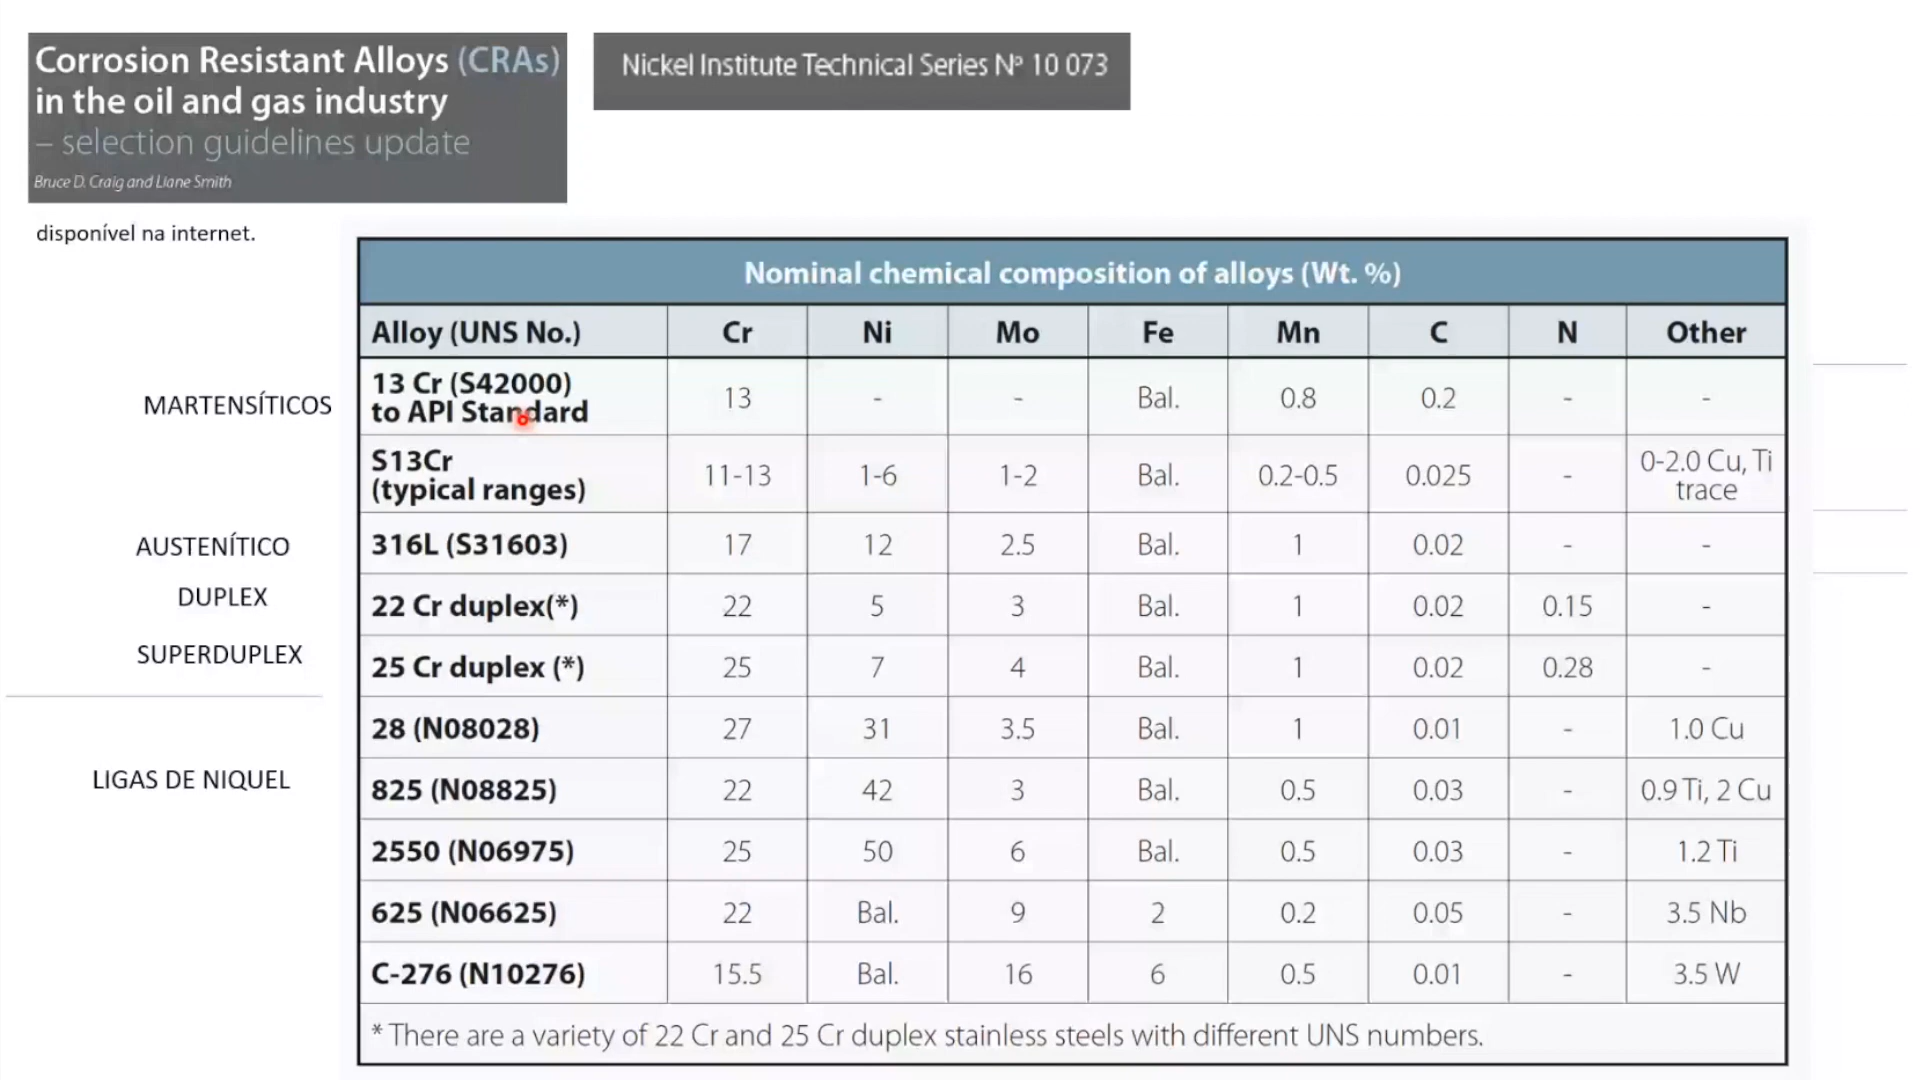 Corrosion Resistant Alloys (CRAs)
in the oil and gas industry
– selection guidelines update
Bruce D. Craig and Liane Smith
Nickel Institute Technical Series Nº 10 073
disponível na internet.
Nominal chemical composition of alloys (Wt. %)
Alloy (UNS No.) Cr Ni Mo Fe Mn C N Other
MARTENSÍTICOS
13 Cr (S42000)
to API Standard 13 - - Bal. 0.8 0.2 - -
S13Cr
(typical ranges) 11-13 1-6 1-2 Bal. 0.2-0.5 0.025 - 0-2.0 Cu, Ti
trace
AUSTENÍTICO 316L (S31603) 17 12 2.5 Bal. 1 0.02 - -
DUPLEX 22 Cr duplex(*) 22 5 3 Bal. 1 0.02 0.15 -
SUPERDUPLEX 25 Cr duplex (*) 25 7 4 Bal. 1 0.02 0.28 -
28 (N08028) 27 31 3.5 Bal. 1 0.01 - 1.0 Cu
LIGAS DE NIQUEL 825 (N08825) 22 42 3 Bal. 0.5 0.03 - 0.9 Ti, 2 Cu
2550 (N06975) 25 50 6 Bal. 0.5 0.03 - 1.2 Ti
625 (N06625) 22 Bal. 9 2 0.2 0.05 - 3.5 Nb
C-276 (N10276) 15.5 Bal. 16 6 0.5 0.01 - 3.5 W
* There are a variety of 22 Cr and 25 Cr duplex stainless steels with different UNS numbers.